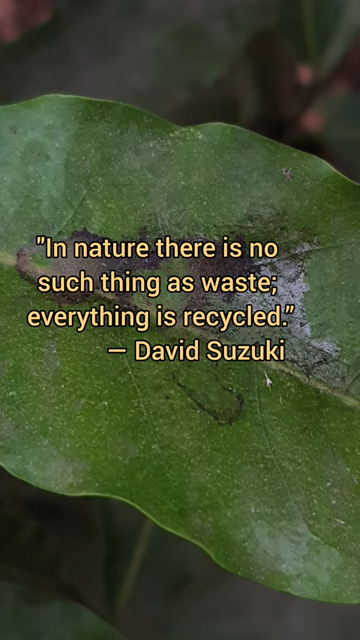 "In nature there is no
such thing as waste;
everything is recycled.”
— David Suzuki